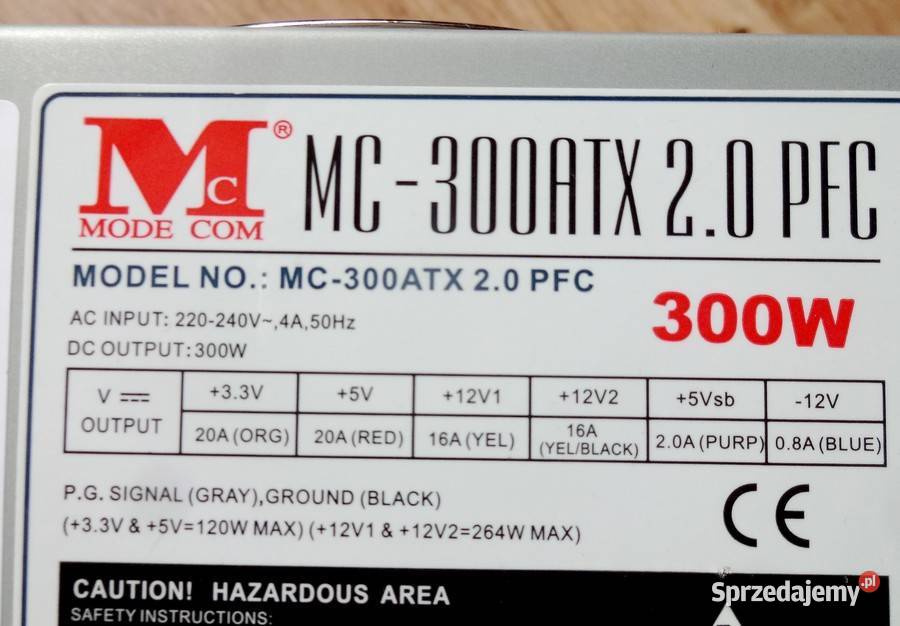 MC ®
MODE COM
MC-300ATX 2.0 PFC
MODEL NO.: MC-300ATX 2.0 PFC
AC INPUT: 220-240V~,4A,50Hz
300W
DC OUTPUT:300W
V ⎓ OUTPUT +3.3V +5V +12V1 +12V2 +5Vsb -12V
20A (ORG) 20A (RED) 16A (YEL) 16A (YEL/BLACK) 2.0A (PURP) 0.8A (BLUE)
P.G. SIGNAL (GRAY),GROUND (BLACK)
(+3.3V & +5V=120W MAX) (+12V1 & +12V2=264W MAX)
CE
CAUTION! HAZARDOUS AREA
SAFETY INSTRUCTIONS:
Sprzedajemy.pl